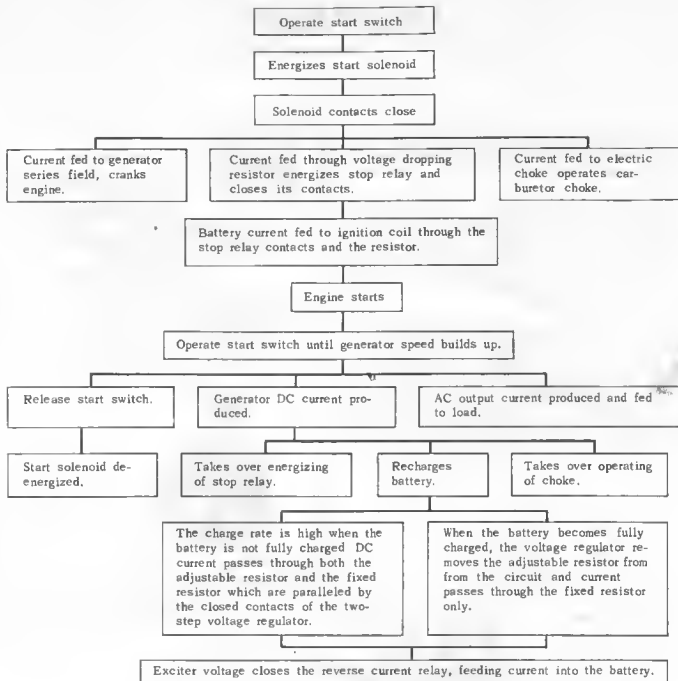 Operate start switch
Energizes start solenoid
Solenoid contacts close
Current fed to generator
series field, cranks
engine.
Current fed through voltage dropping
resistor energizes stop relay and
closes its contacts.
Current fed to electric
choke operates car-
buretor choke.
Battery current fed to ignition coil through the
stop relay contacts and the resistor.
Engine starts
Operate start switch until generator speed builds up.
Release start switch.
Generator DC current pro-
duced.
AC output current produced and fed
to load.
Start solenoid de-
energized.
Takes over energizing
of stop relay.
Recharges
battery.
Takes over operating
of choke.
The charge rate is high when the
battery is not fully charged DC
current passes through both the
adjustable resistor and the fixed
resistor which are paralleled by
the closed contacts of the two-
step voltage regulator.
When the battery becomes fully
charged, the voltage regulator re-
moves the adjustable resistor from
from the circuit and current
passes through the fixed resistor
only.
Exciter voltage closes the reverse current relay, feeding current into the battery.